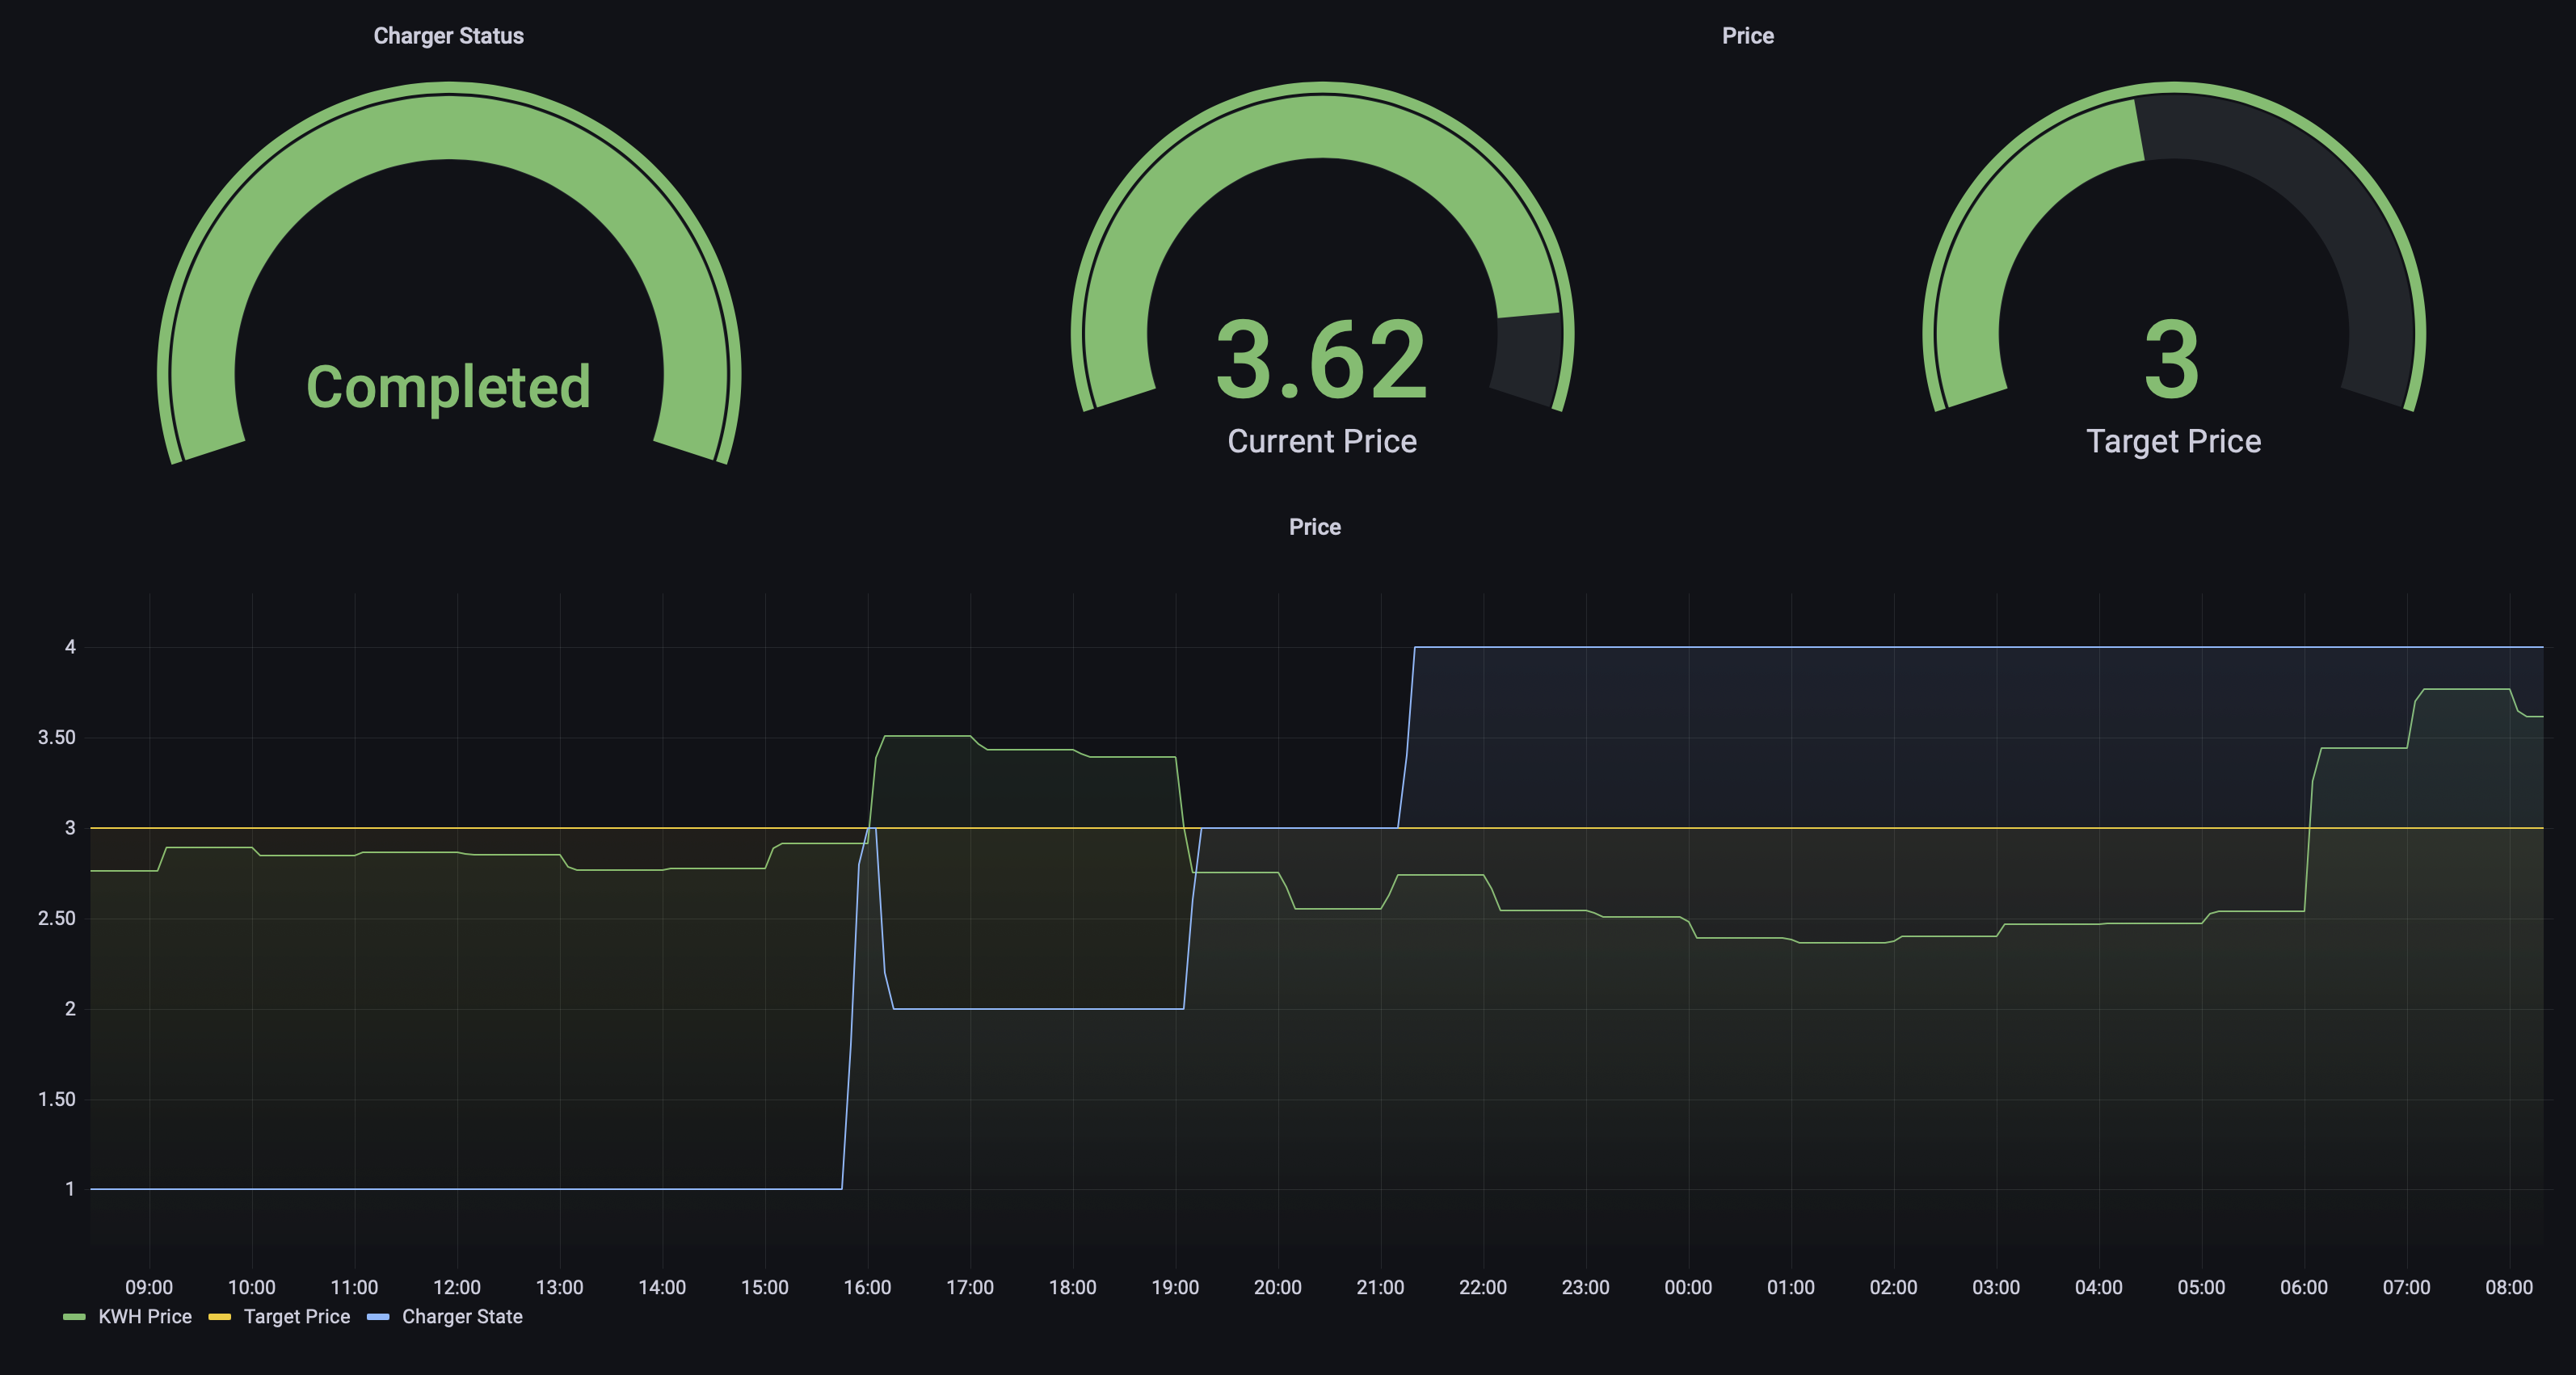 Charger Status
Price
Completed
3.62
3
Current Price
Target Price
Price
4
3.50
3
2.50
2
1.50
1
09:00 10:00 11:00 12:00 13:00 14:00 15:00 16:00 17:00 18:00 19:00 20:00 21:00 22:00 23:00 00:00 01:00 02:00 03:00 04:00 05:00 06:00 07:00 08:00
KWH Price Target Price Charger State